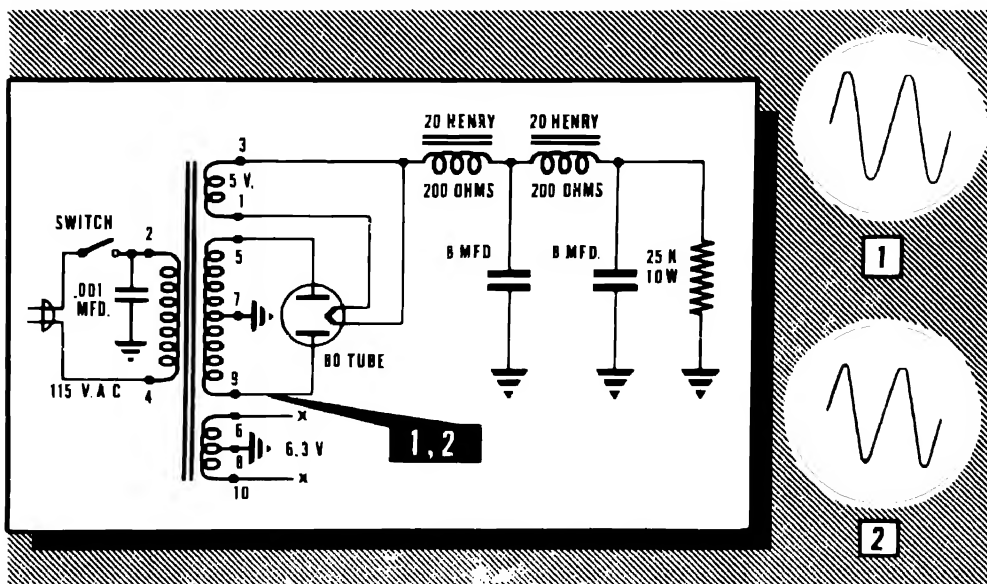 20 HENRY
20 HENRY
3
5 V.
200 OHMS
200 OHMS
1
1
SWITCH
2
5
8 MFD
8 MFD.
25 K
10 W
.001
MFD.
7
80 TUBE
9
115 V.A C
4
6
x
1, 2
8
6.3 V
x
10
2